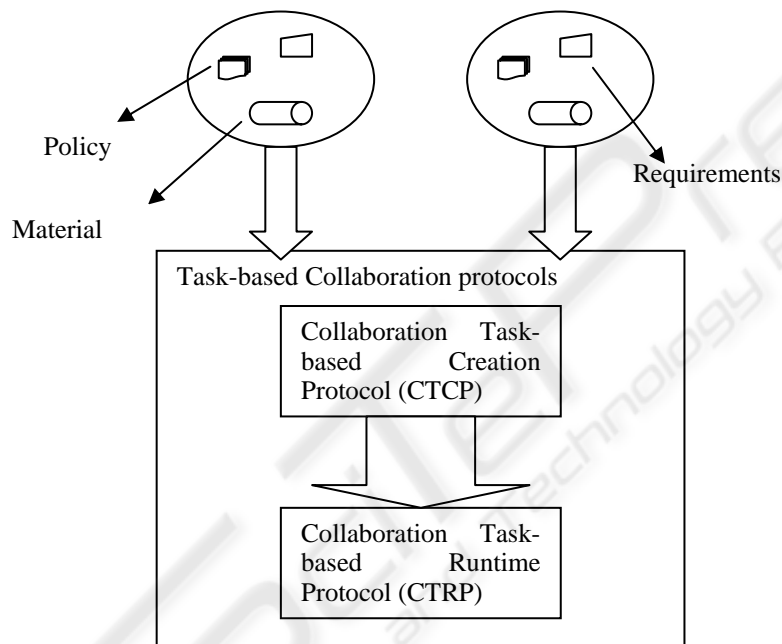 Policy
Requirements
Material
Task-based Collaboration protocols
Collaboration Task-
based Creation
Protocol (CTCP)
Collaboration Task-
based Runtime
Protocol (CTRP)